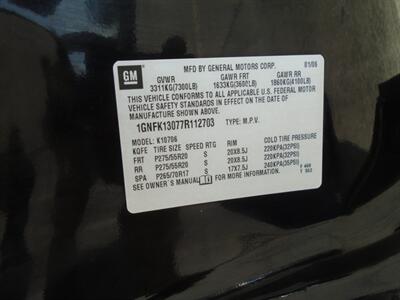 MFD BY GENERAL MOTORS CORP. 01/06
GM
GVWR GAWR FRT GAWR RR
3311KG(7300LB) 1633KG(3600LB) 1860KG(4100LB)
THIS VEHICLE CONFORMS TO ALL APPLICABLE U.S. FEDERAL MOTOR
VEHICLE SAFETY STANDARDS IN EFFECT ON THE DATE OF
MANUFACTURE SHOWN ABOVE.
1GNFK13077R112703 TYPE: M.P.V.
MODEL: K10706
KQFE TIRE SIZE SPEED RTG RIM COLD TIRE PRESSURE
FRT P275/55R20 S 20X8.5J 220KPA(32PSI)
RR P275/55R20 S 20X8.5J 220KPA(32PSI)
SPA P265/70R17 S 17X7.5J 240KPA(35PSI)
SEE OWNER'S MANUAL FOR MORE INFORMATION.